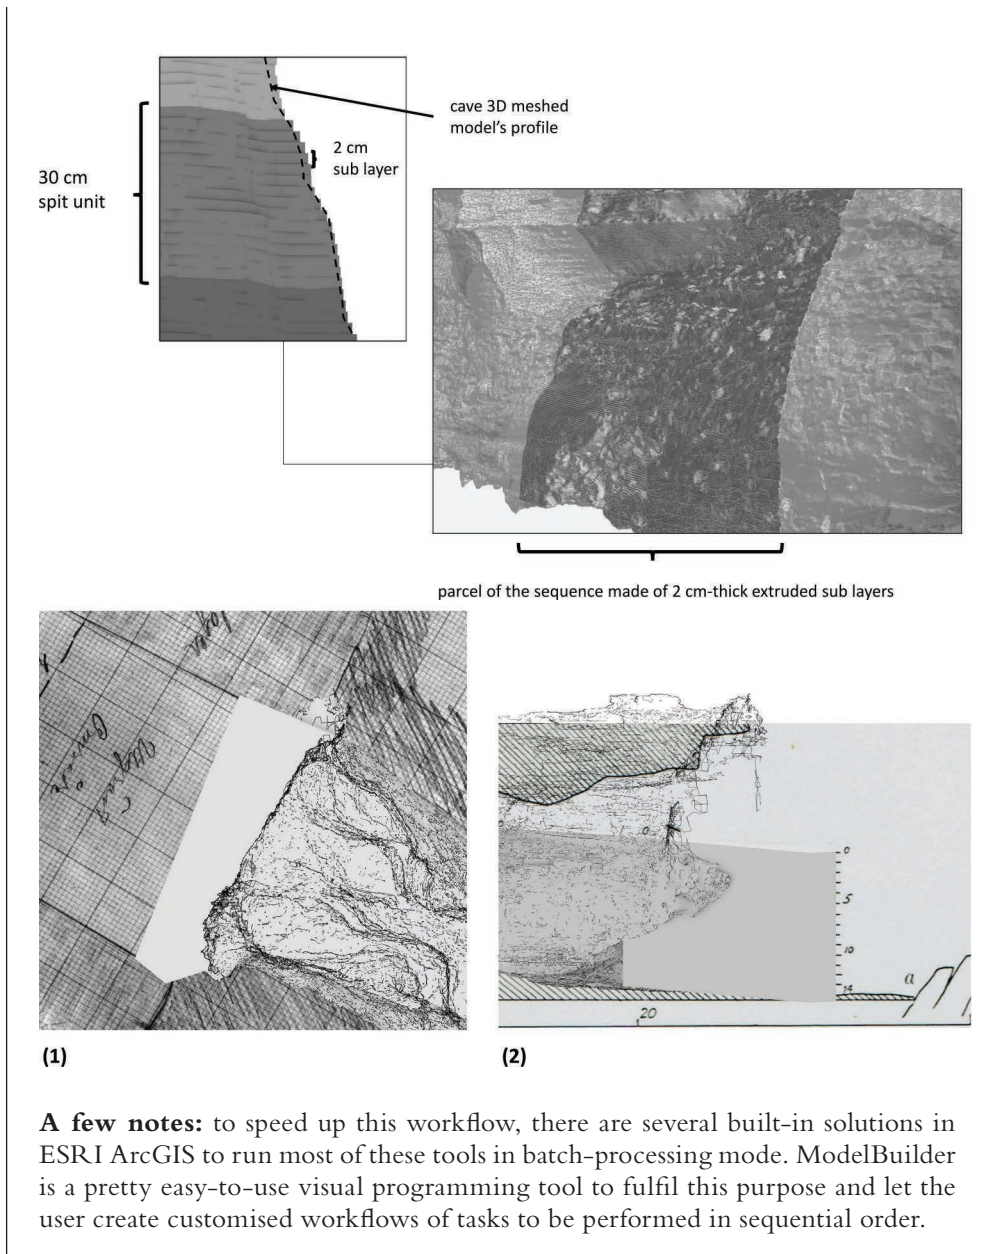 cave 3D meshed
model's profile
2 cm
sub layer
30 cm
spit unit
parcel of the sequence made of 2 cm-thick extruded sub layers
0
0
5
10
14
a
20
(1)
(2)
A few notes: to speed up this workflow, there are several built-in solutions in
ESRI ArcGIS to run most of these tools in batch-processing mode. ModelBuilder
is a pretty easy-to-use visual programming tool to fulfil this purpose and let the
user create customised workflows of tasks to be performed in sequential order.